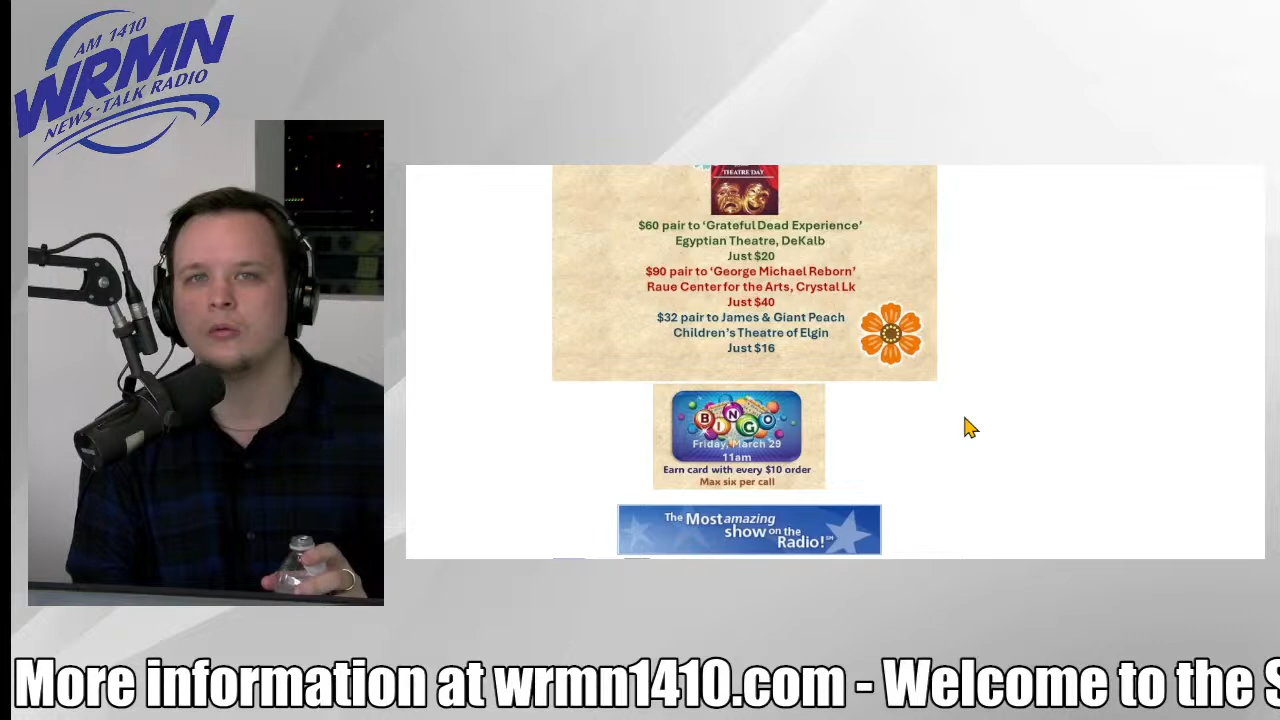 AM 1410
WRMN
NEWS-TALK RADIO
THEATRE DAY
$60 pair to ‘Grateful Dead Experience’
Egyptian Theatre, DeKalb
Just $20
$90 pair to ‘George Michael Reborn’
Raue Center for the Arts, Crystal Lk
Just $40
$32 pair to James & Giant Peach
Children’s Theatre of Elgin
Just $16
BINGO
Friday, March 29
11am
Earn card with every $10 order
Max six per call
The Most amazing
show on the
Radio! SM
More information at wrmn1410.com - Welcome to the S